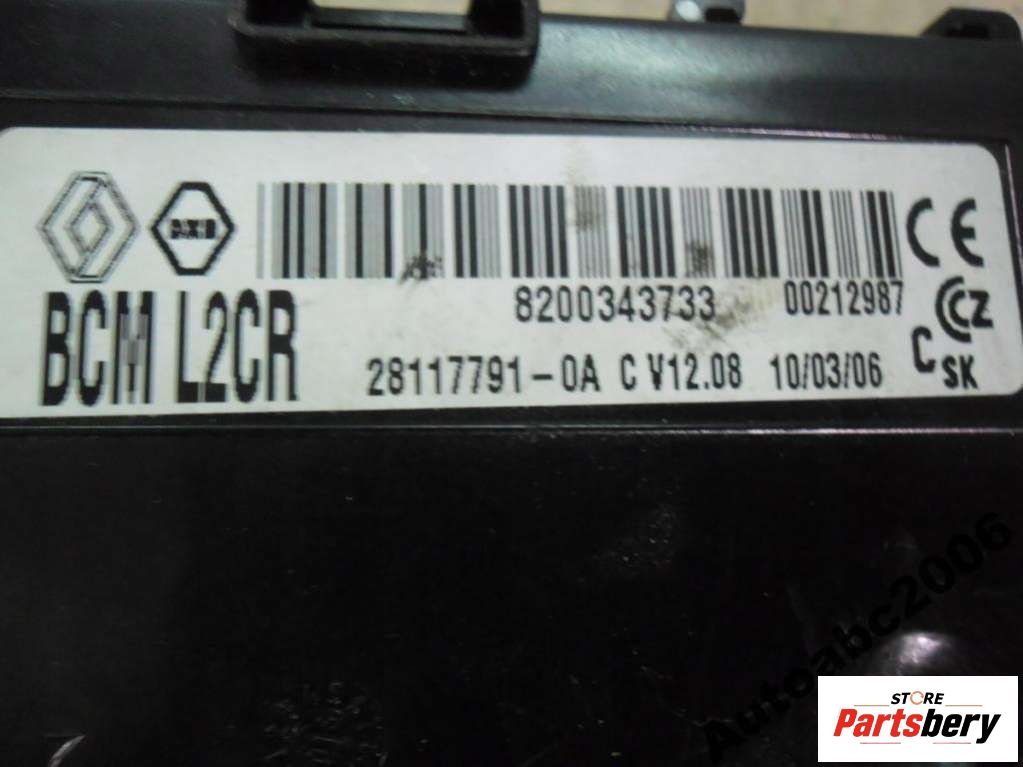 8200343733 00212987
BCM L2CR
28117791-0A C V12.08 10/03/06
CE
C CZ
C SK
Autoabc2006
STORE
Partsbery